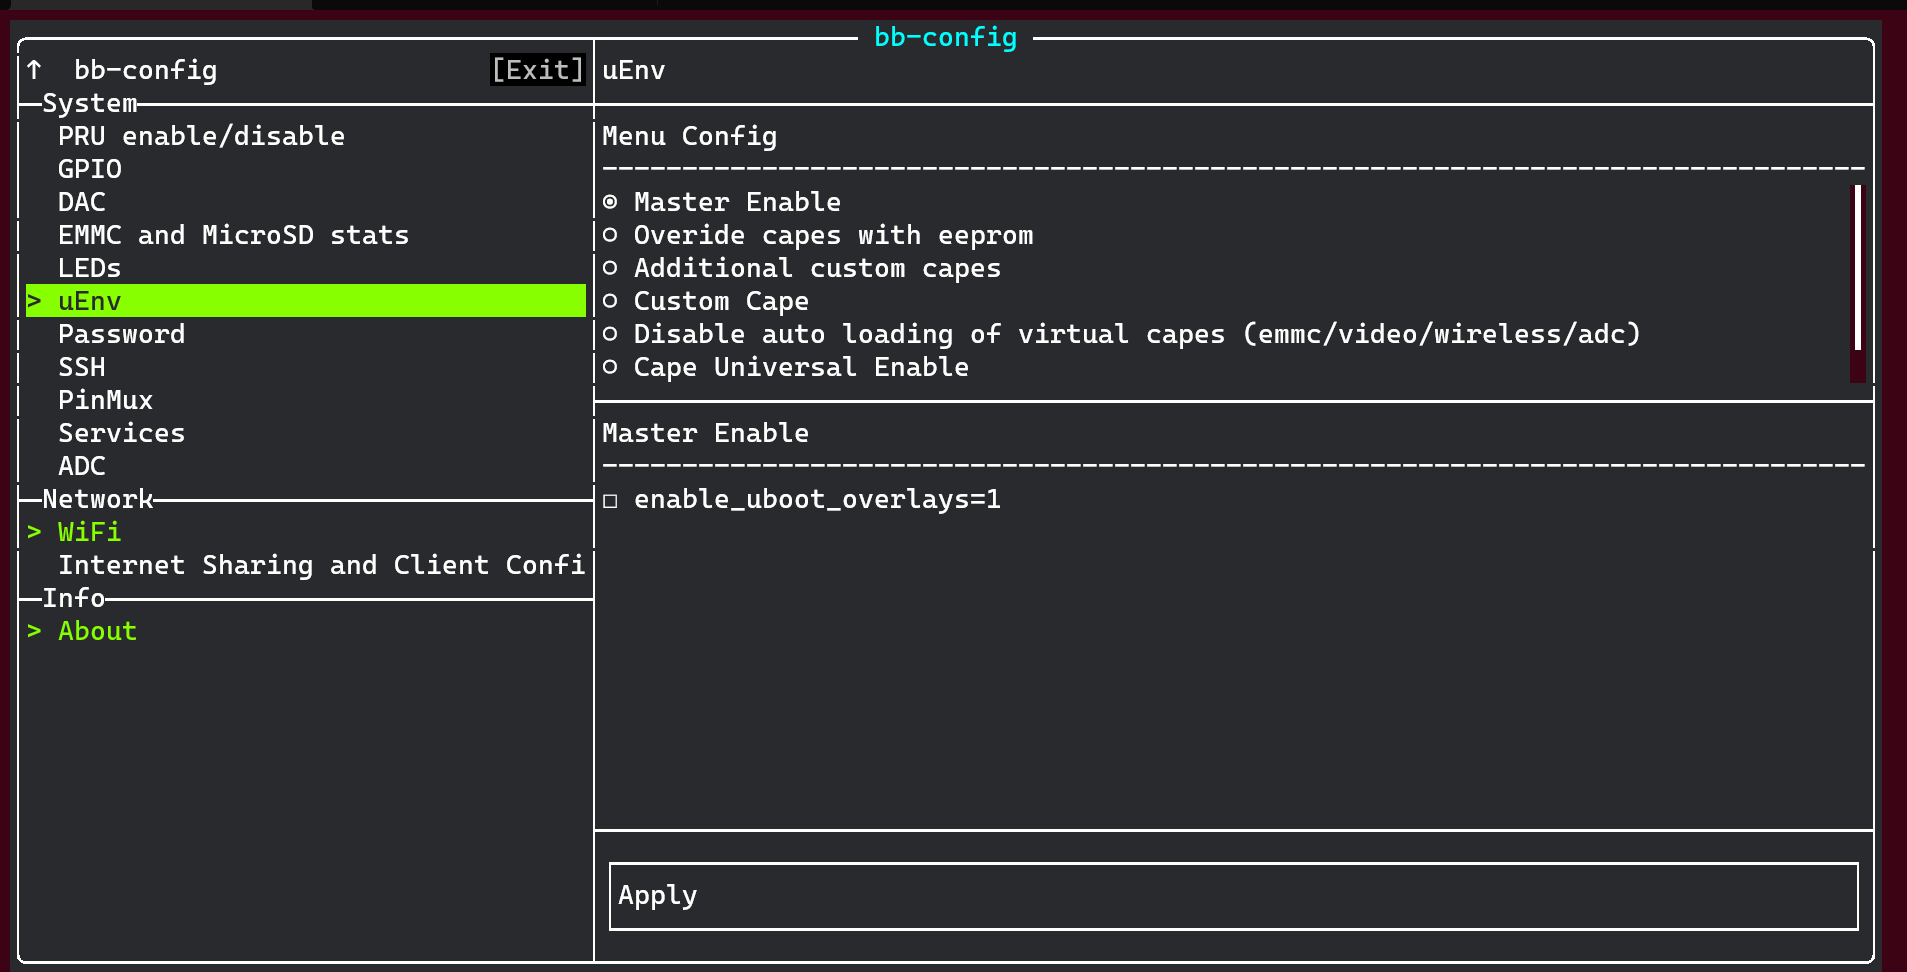 bb-config
↑ bb-config [Exit]
System
PRU enable/disable
GPIO
DAC
EMMC and MicroSD stats
LEDs
> uEnv
Password
SSH
PinMux
Services
ADC
Network
> WiFi
Internet Sharing and Client Confi
Info
> About
uEnv
Menu Config
Master Enable
Overide capes with eeprom
Additional custom capes
Custom Cape
Disable auto loading of virtual capes (emmc/video/wireless/adc)
Cape Universal Enable
Master Enable
enable_uboot_overlays=1
Apply